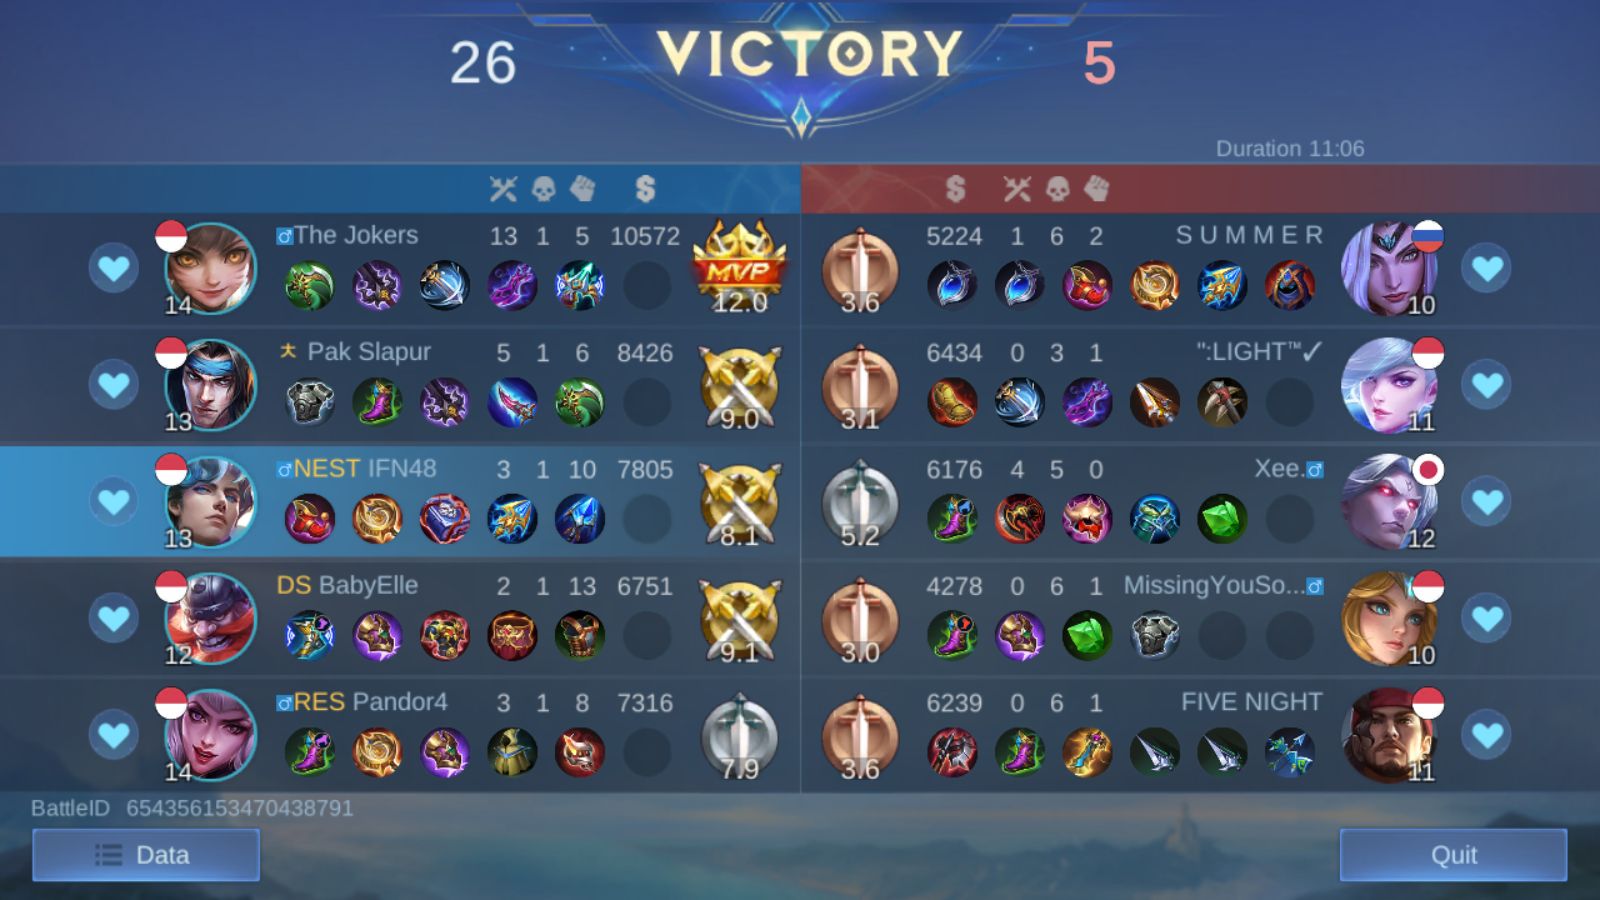 26 VICTORY 5
Duration 11:06
The Jokers 13 1 5 10572 MVP 12.0 14
3.6 5224 1 6 2 S U M M E R 10
大 Pak Slapur 5 1 6 8426 9.0 13
3.1 6434 0 3 1 ":LIGHT™✓ 11
NEST IFN48 3 1 10 7805 8.1 13
5.2 6176 4 5 0 Xee. 12
DS BabyElle 2 1 13 6751 9.1 12
3.0 4278 0 6 1 MissingYouSo... 10
RES Pandor4 3 1 8 7316 7.9 14
3.6 6239 0 6 1 FIVE NIGHT 11
BattleID 654356153470438791
Data
Quit